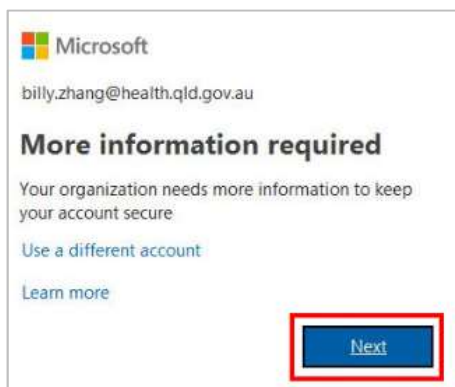 Microsoft
billy.zhang@health.qld.gov.au
More information required
Your organization needs more information to keep
your account secure
Use a different account
Learn more
Next